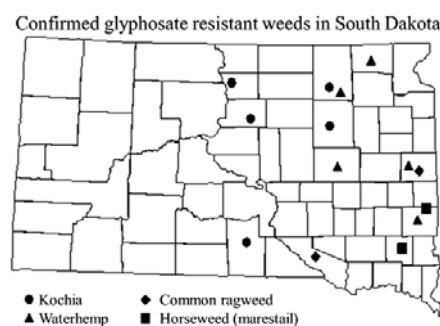 Confirmed glyphosate resistant weeds in South Dakota
Kochia
Common ragweed
Waterhemp
Horseweed (marestail)